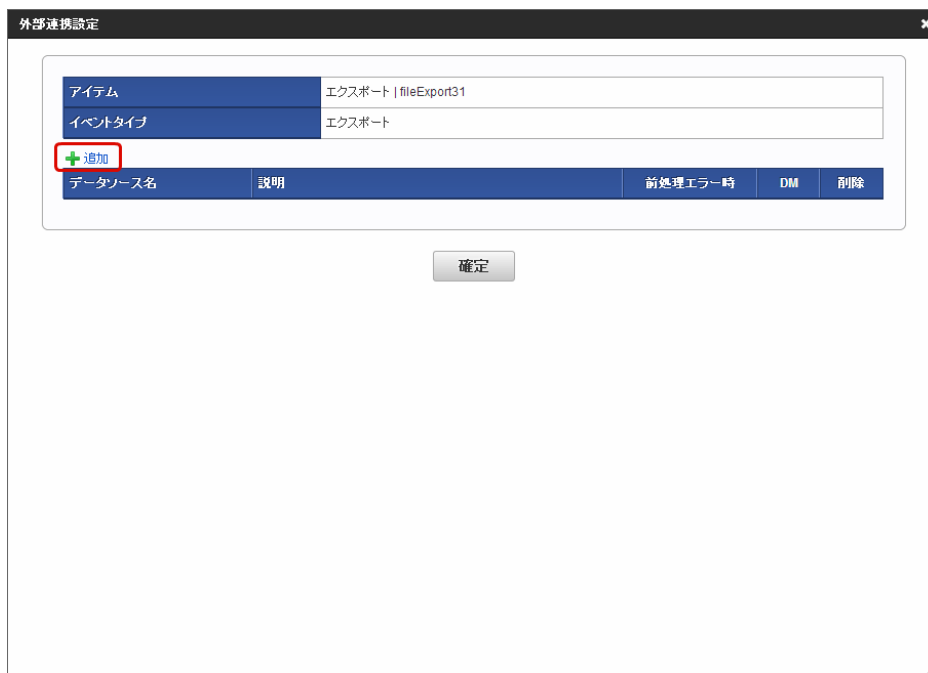 外部連携設定
アイテム エクスポート | fileExport31
イベントタイプ エクスポート
追加
データソース名 説明 前処理エラー時 DM 削除
確定